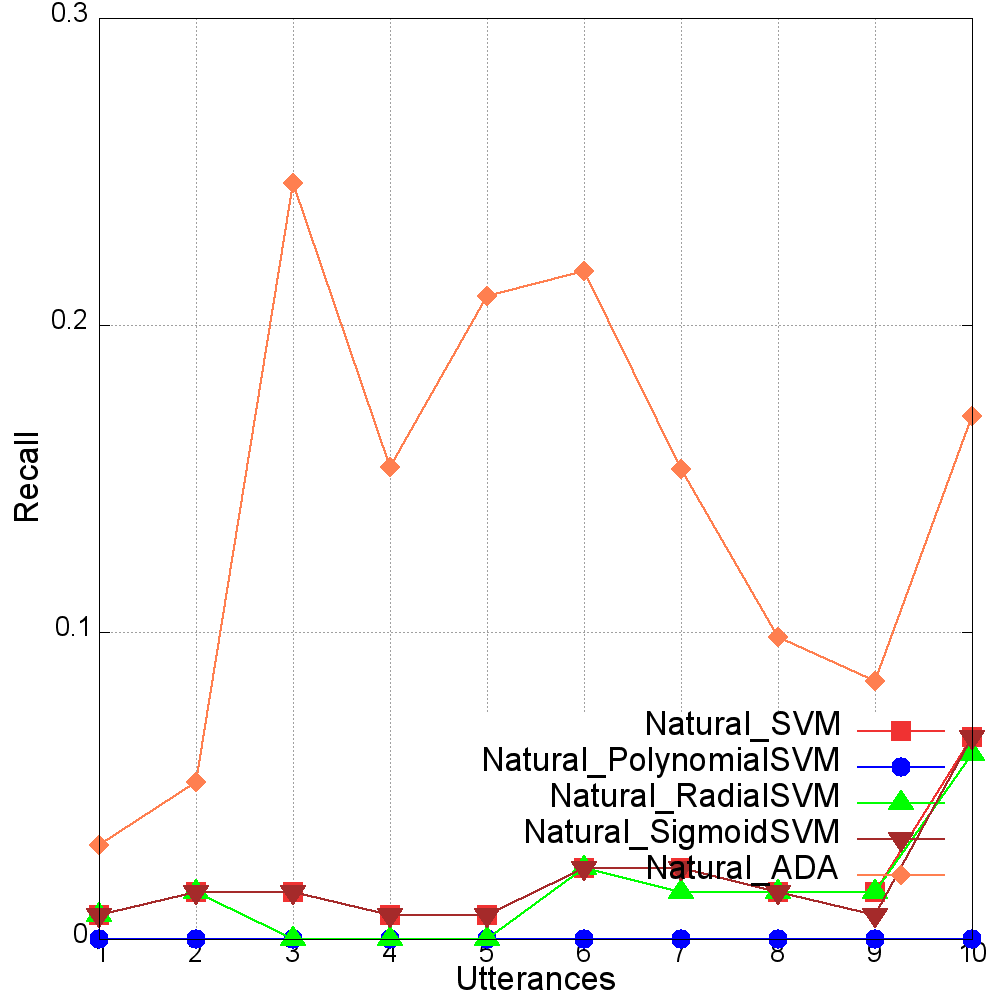 0.3
0.2
0.1
0
Recall
Natural_SVM
Natural_PolynomialSVM
Natural_RadialSVM
Natural_SigmoidSVM
Natural_ADA
1 2 3 4 5 6 7 8 9 10
Utterances